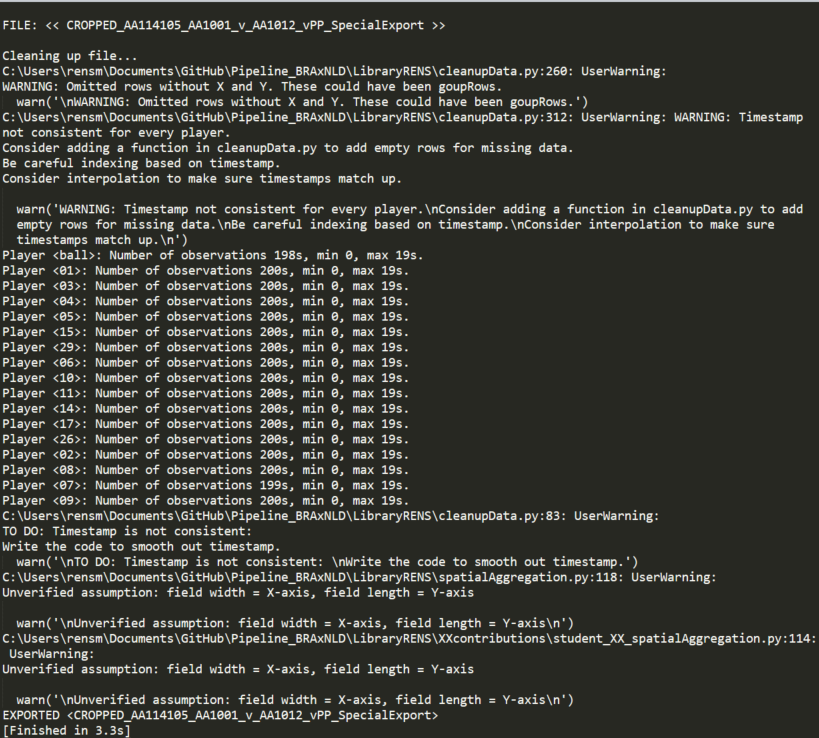 FILE: << CROPPED_AA114105_AA1001_v_AA1012_vPP_SpecialExport >>
Cleaning up file...
C:\Users\rensm\Documents\GitHub\Pipeline_BRAxNLD\LibraryRENS\cleanupData.py:260: UserWarning:
WARNING: Omitted rows without X and Y. These could have been goupRows.
  warn('\nWARNING: Omitted rows without X and Y. These could have been goupRows.')
C:\Users\rensm\Documents\GitHub\Pipeline_BRAxNLD\LibraryRENS\cleanupData.py:312: UserWarning: WARNING: Timestamp
not consistent for every player.
Consider adding a function in cleanupData.py to add empty rows for missing data.
Be careful indexing based on timestamp.
Consider interpolation to make sure timestamps match up.
  warn('WARNING: Timestamp not consistent for every player.\nConsider adding a function in cleanupData.py to add
  empty rows for missing data.\nBe careful indexing based on timestamp.\nConsider interpolation to make sure
  timestamps match up.\n')
Player <ball>: Number of observations 198s, min 0, max 19s.
Player <01>: Number of observations 200s, min 0, max 19s.
Player <03>: Number of observations 200s, min 0, max 19s.
Player <04>: Number of observations 200s, min 0, max 19s.
Player <05>: Number of observations 200s, min 0, max 19s.
Player <15>: Number of observations 200s, min 0, max 19s.
Player <29>: Number of observations 200s, min 0, max 19s.
Player <06>: Number of observations 200s, min 0, max 19s.
Player <10>: Number of observations 200s, min 0, max 19s.
Player <11>: Number of observations 200s, min 0, max 19s.
Player <14>: Number of observations 200s, min 0, max 19s.
Player <17>: Number of observations 200s, min 0, max 19s.
Player <26>: Number of observations 200s, min 0, max 19s.
Player <02>: Number of observations 200s, min 0, max 19s.
Player <08>: Number of observations 200s, min 0, max 19s.
Player <07>: Number of observations 199s, min 0, max 19s.
Player <09>: Number of observations 200s, min 0, max 19s.
C:\Users\rensm\Documents\GitHub\Pipeline_BRAxNLD\LibraryRENS\cleanupData.py:83: UserWarning:
TO DO: Timestamp is not consistent:
Write the code to smooth out timestamp.
  warn('\nTO DO: Timestamp is not consistent: \nWrite the code to smooth out timestamp.')
C:\Users\rensm\Documents\GitHub\Pipeline_BRAxNLD\LibraryRENS\spatialAggregation.py:118: UserWarning:
Unverified assumption: field width = X-axis, field length = Y-axis
  warn('\nUnverified assumption: field width = X-axis, field length = Y-axis\n')
C:\Users\rensm\Documents\GitHub\Pipeline_BRAxNLD\LibraryRENS\XXcontributions\student_XX_spatialAggregation.py:114:
 UserWarning:
Unverified assumption: field width = X-axis, field length = Y-axis
  warn('\nUnverified assumption: field width = X-axis, field length = Y-axis\n')
EXPORTED <CROPPED_AA114105_AA1001_v_AA1012_vPP_SpecialExport>
[Finished in 3.3s]